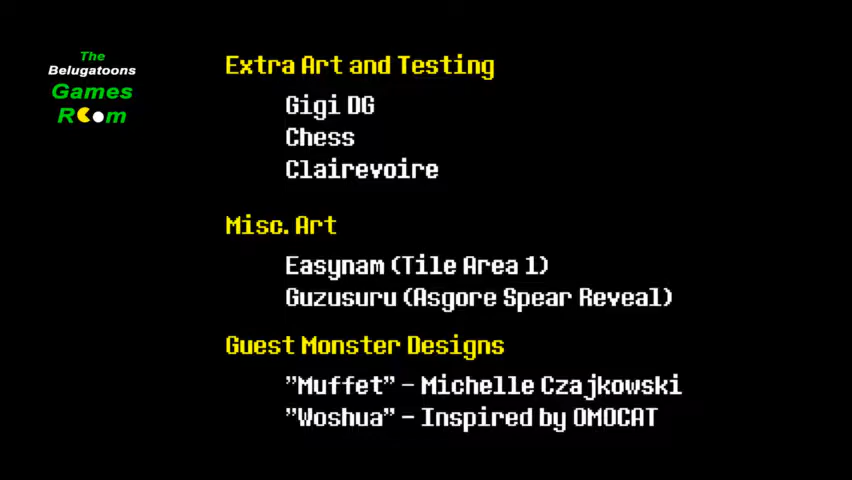 The
Belugatoons
Games
Room
Extra Art and Testing
Gigi DG
Chess
Clairevoire
Misc. Art
Easynam (Tile Area 1)
Guzusuru (Asgore Spear Reveal)
Guest Monster Designs
"Muffet" - Michelle Czajkowski
"Woshua" - Inspired by OMOCAT